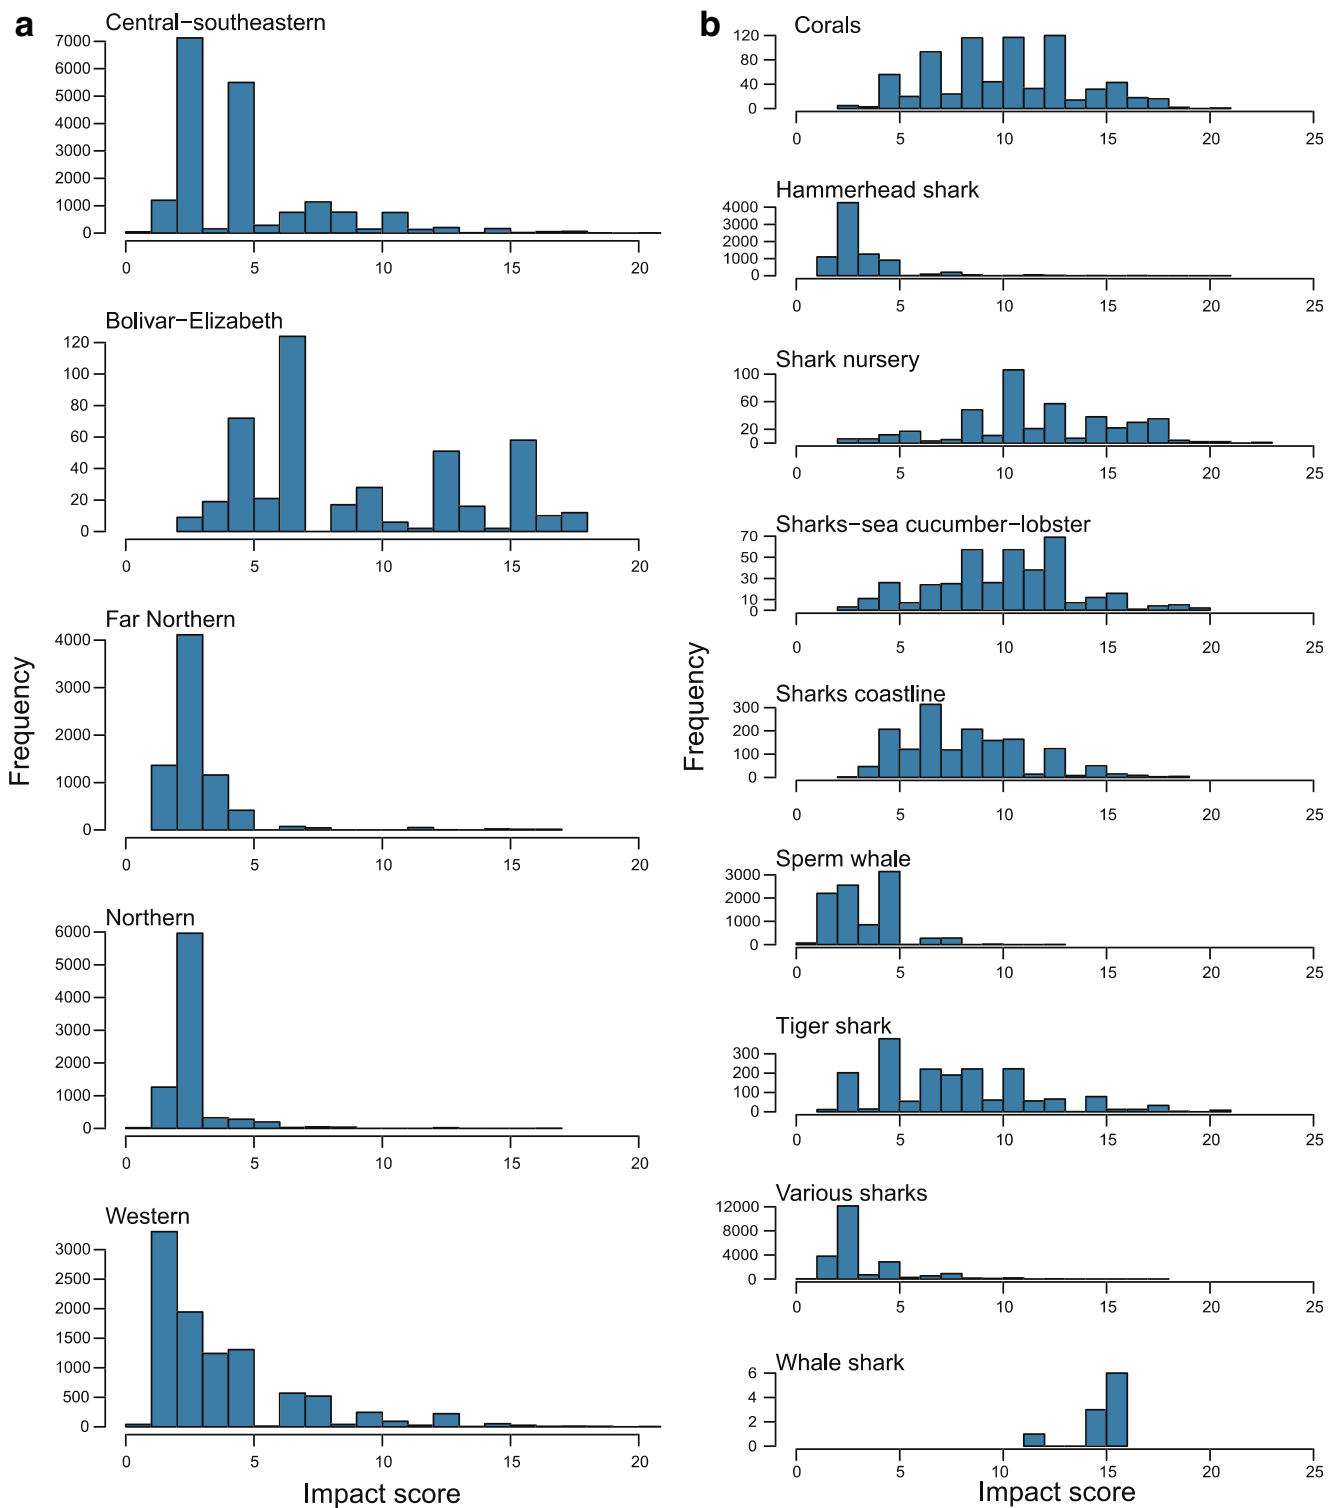 a
Central−southeastern
7000
6000
5000
4000
3000
2000
1000
0
0 5 10 15 20
Bolivar−Elizabeth
120
100
80
60
40
20
0
0 5 10 15 20
Far Northern
4000
3000
2000
1000
0
0 5 10 15 20
Northern
6000
5000
4000
3000
2000
1000
0
0 5 10 15 20
Western
3000
2500
2000
1500
1000
500
0
0 5 10 15 20
Frequency
Impact score
b
Corals
120
80
40
0
0 5 10 15 20 25
Hammerhead shark
4000
3000
2000
1000
0
0 5 10 15 20 25
Shark nursery
100
60
20
0
0 5 10 15 20 25
Sharks−sea cucumber−lobster
70
50
30
10
0
0 5 10 15 20 25
Sharks coastline
300
200
100
0
0 5 10 15 20 25
Sperm whale
3000
2000
1000
0
0 5 10 15 20 25
Tiger shark
300
200
100
0
0 5 10 15 20 25
Various sharks
12000
8000
4000
0
0 5 10 15 20 25
Whale shark
6
4
2
0
0 5 10 15 20 25
Frequency
Impact score